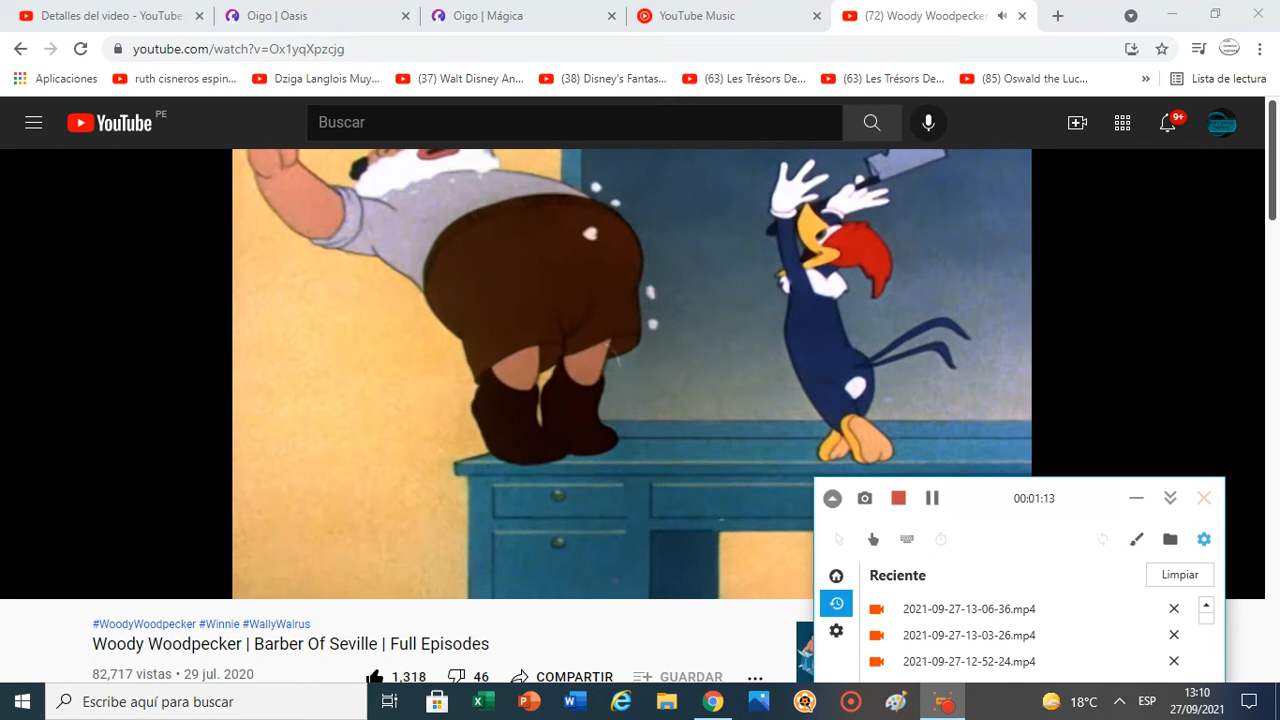 Detalles del video - YouTube
Oigo | Oasis
Oigo | Mágica
YouTube Music
(72) Woody Woodpecker
youtube.com/watch?v=Ox1yqXpzcjg
Aplicaciones
ruth cisneros espin...
Dziga Langlois Muy...
(37) Walt Disney An...
(38) Disney's Fantas...
(63) Les Trésors De...
(63) Les Trésors De...
(85) Oswald the Luc...
»
Lista de lectura
YouTube PE
Buscar
9+
00:01:13
Reciente
Limpiar
2021-09-27-13-06-36.mp4
2021-09-27-13-03-26.mp4
2021-09-27-12-52-24.mp4
#WoodyWoodpecker #Winnie #WallyWalrus
Woody Woodpecker | Barber Of Seville | Full Episodes
82,717 vistas • 29 jul. 2020
1,318
46
COMPARTIR
GUARDAR
Escribe aquí para buscar
18°C
ESP
13:10
27/09/2021